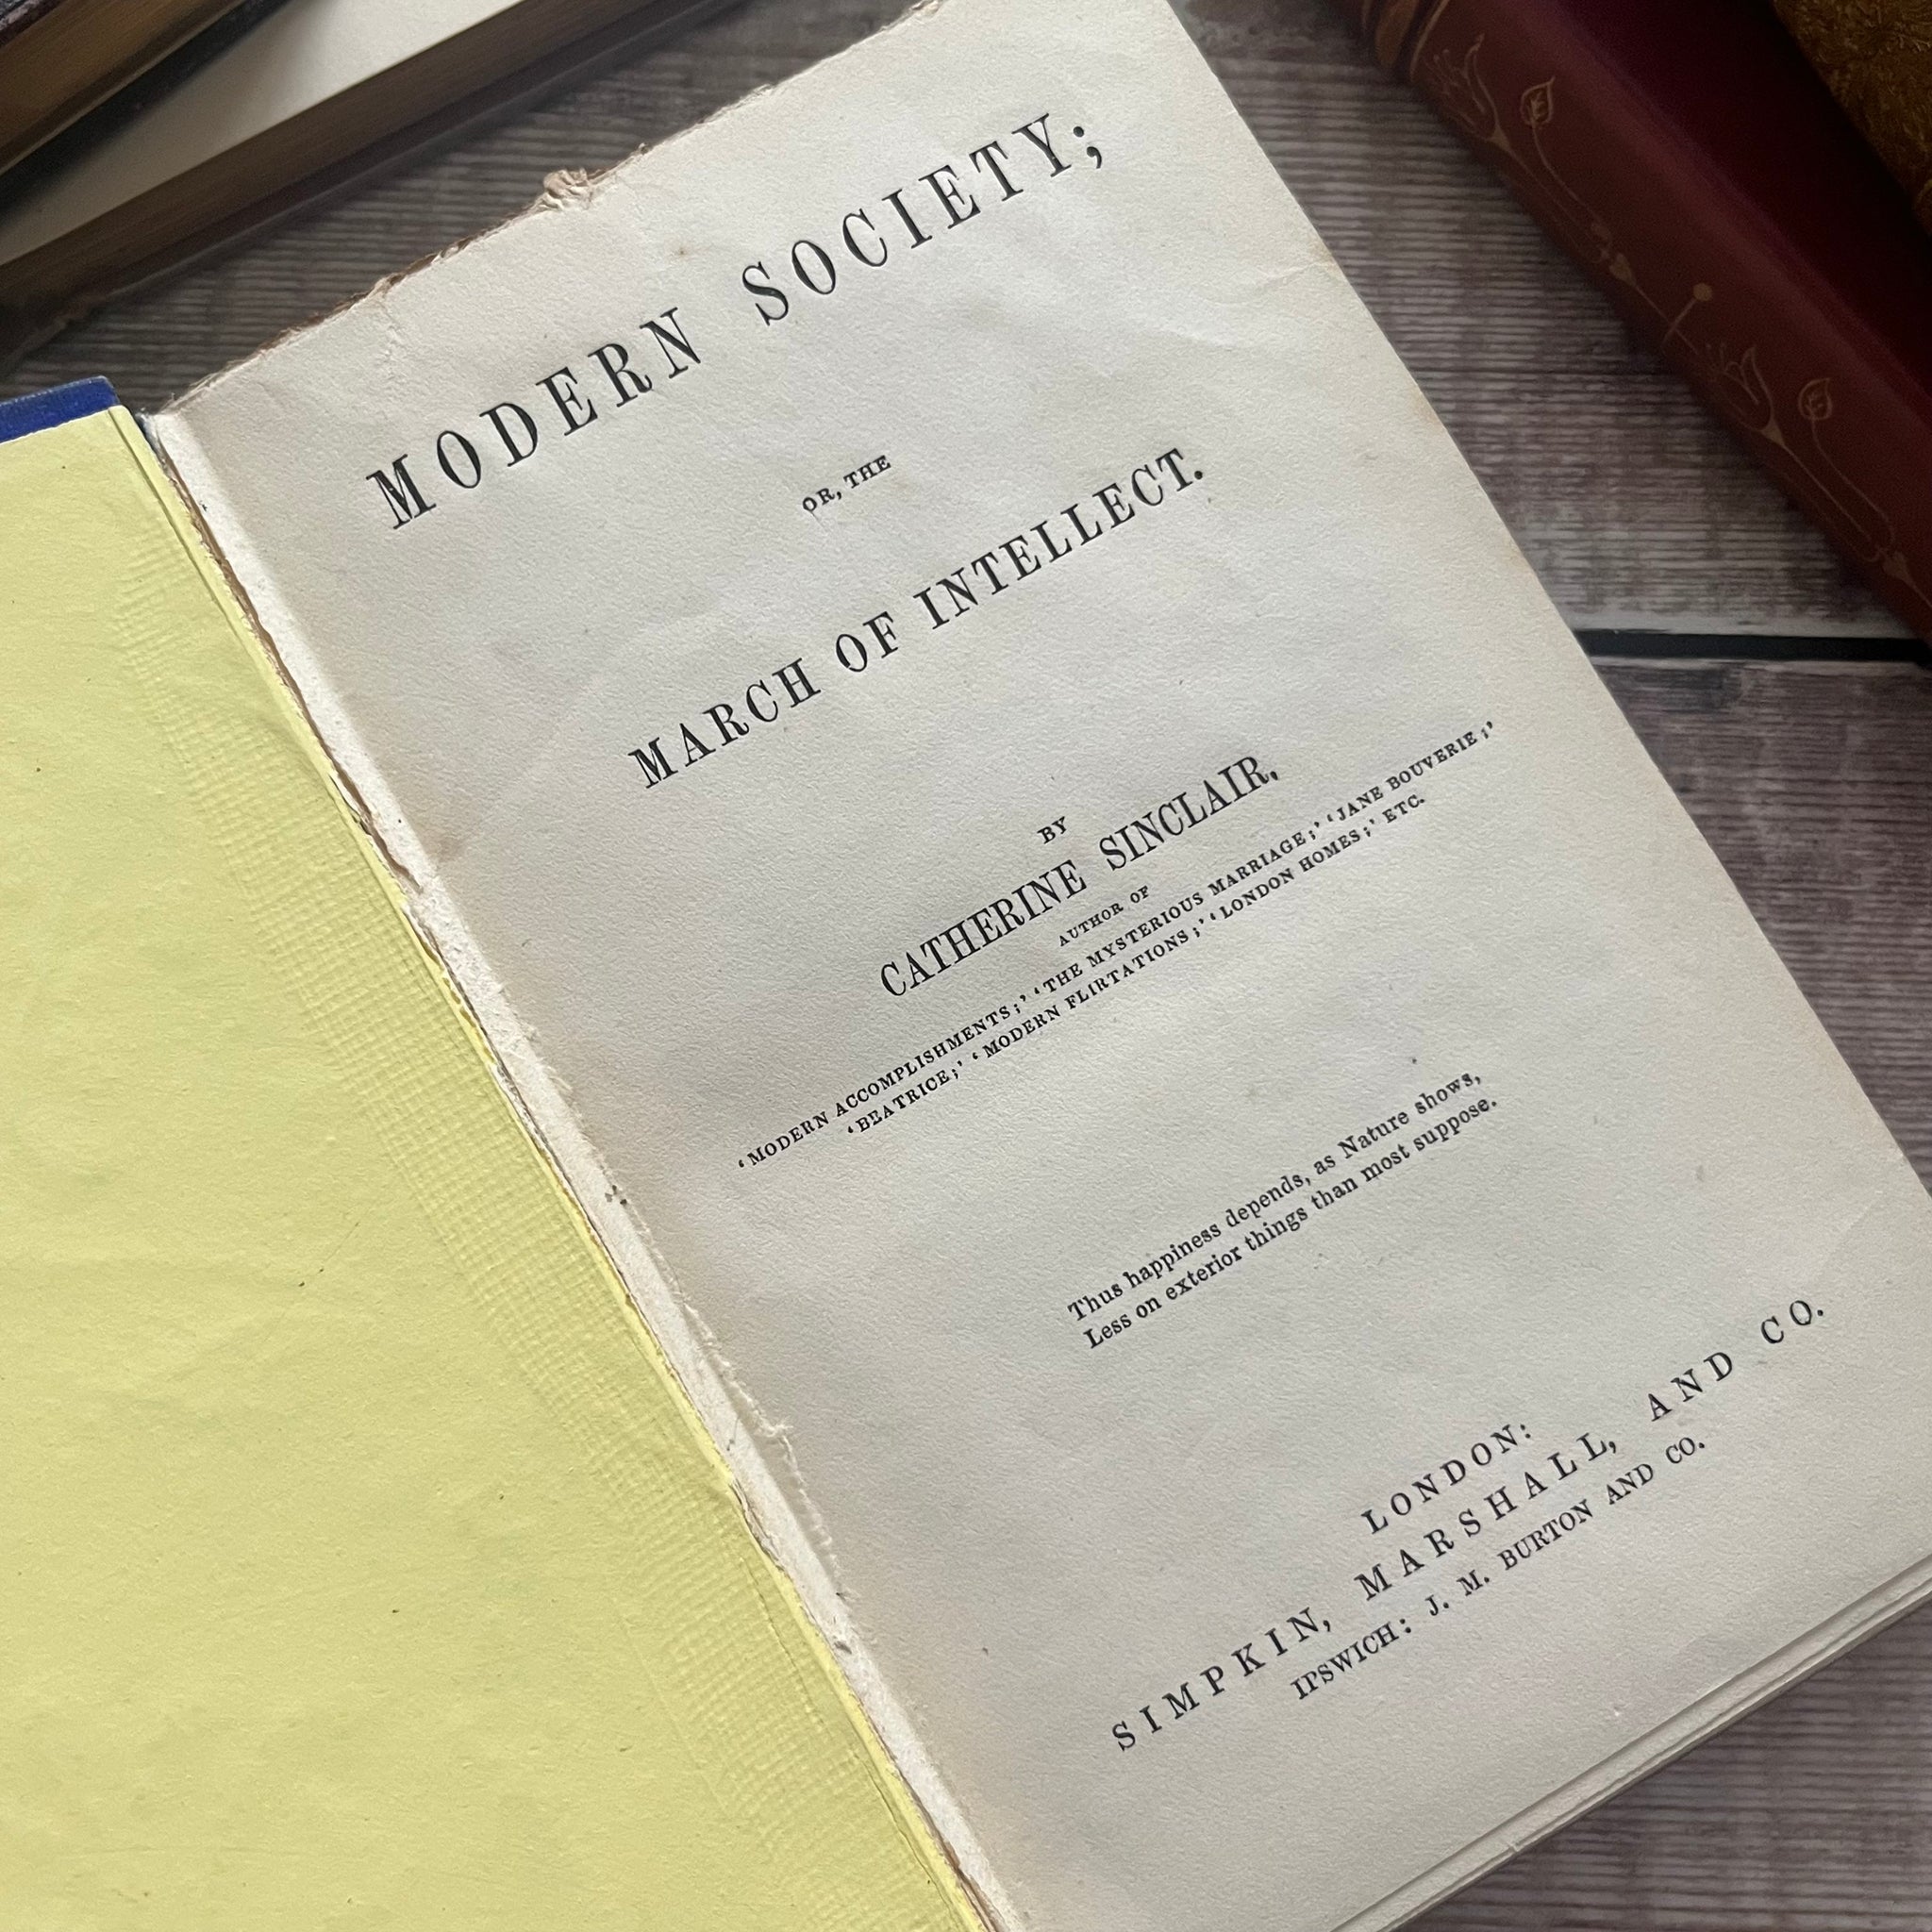 MODERN SOCIETY;
OR, THE
MARCH OF INTELLECT.
BY
CATHERINE SINCLAIR,
AUTHOR OF
‘MODERN ACCOMPLISHMENTS;’ ‘THE MYSTERIOUS MARRIAGE;’ ‘JANE BOUVERIE;’
‘BEATRICE;’ ‘MODERN FLIRTATIONS;’ ‘LONDON HOMES;’ ETC.
Thus happiness depends, as Nature shows,
Less on exterior things than most suppose.
LONDON:
SIMPKIN, MARSHALL, AND CO.
IPSWICH: J. M. BURTON AND CO.